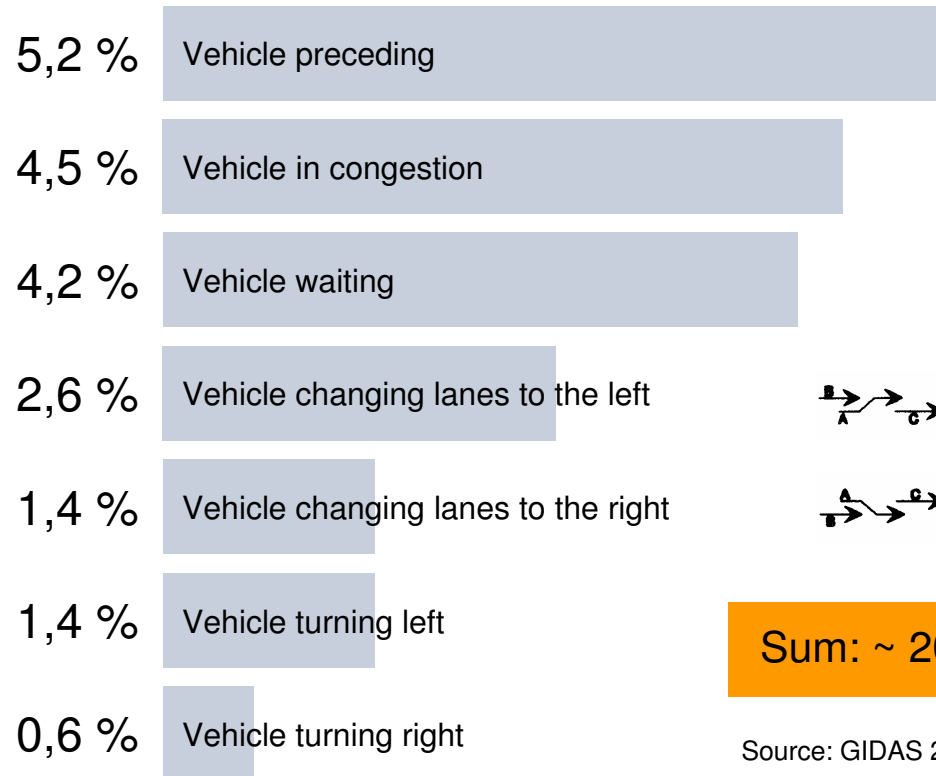 5,2 % Vehicle preceding
4,5 % Vehicle in congestion
4,2 % Vehicle waiting
2,6 % Vehicle changing lanes to the left
B
A
C
1,4 % Vehicle changing lanes to the right
A
C
B
1,4 % Vehicle turning left
Sum: ~
0,6 % Vehicle turning right
Source: GIDAS